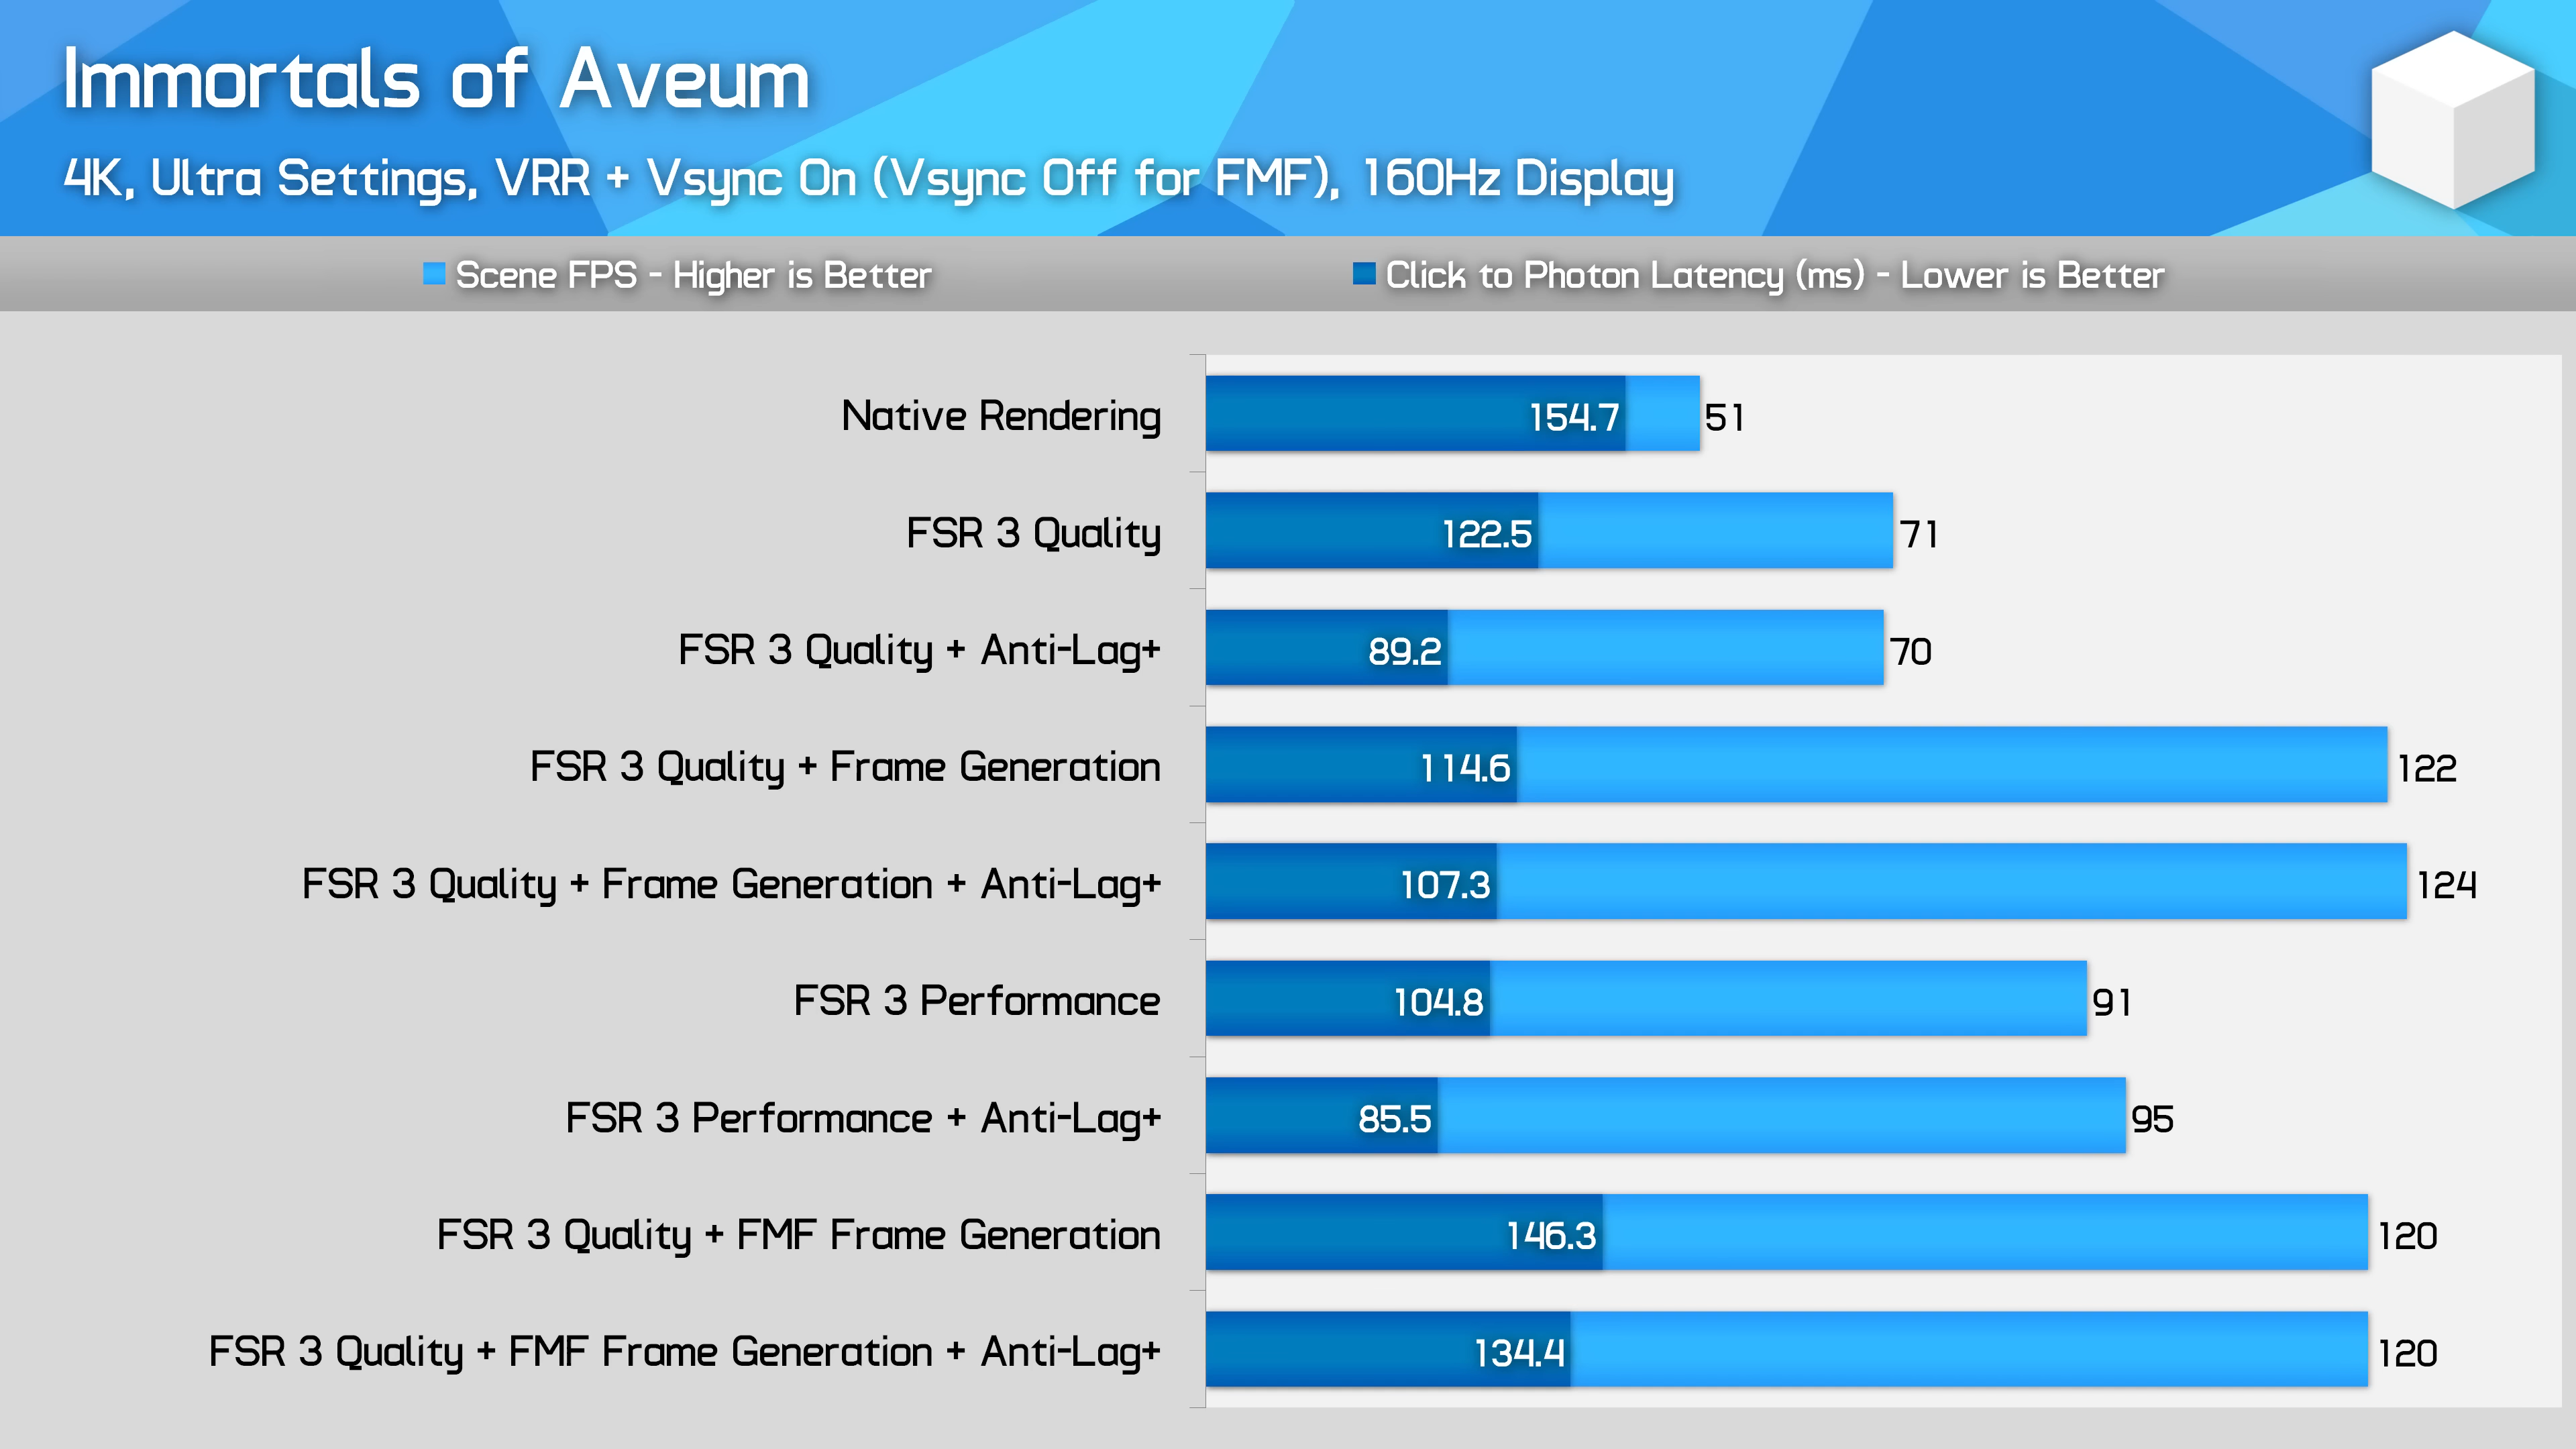 Immortals of Aveum
4K, Ultra Settings, VRR + Vsync On (Vsync Off for FMF), 160Hz Display
Scene FPS - Higher is Better
Click to Photon Latency (ms) - Lower is Better
Native Rendering 154.7 51
FSR 3 Quality 122.5 71
FSR 3 Quality + Anti-Lag+ 89.2 70
FSR 3 Quality + Frame Generation 114.6 122
FSR 3 Quality + Frame Generation + Anti-Lag+ 107.3 124
FSR 3 Performance 104.8 91
FSR 3 Performance + Anti-Lag+ 85.5 95
FSR 3 Quality + FMF Frame Generation 146.3 120
FSR 3 Quality + FMF Frame Generation + Anti-Lag+ 134.4 120